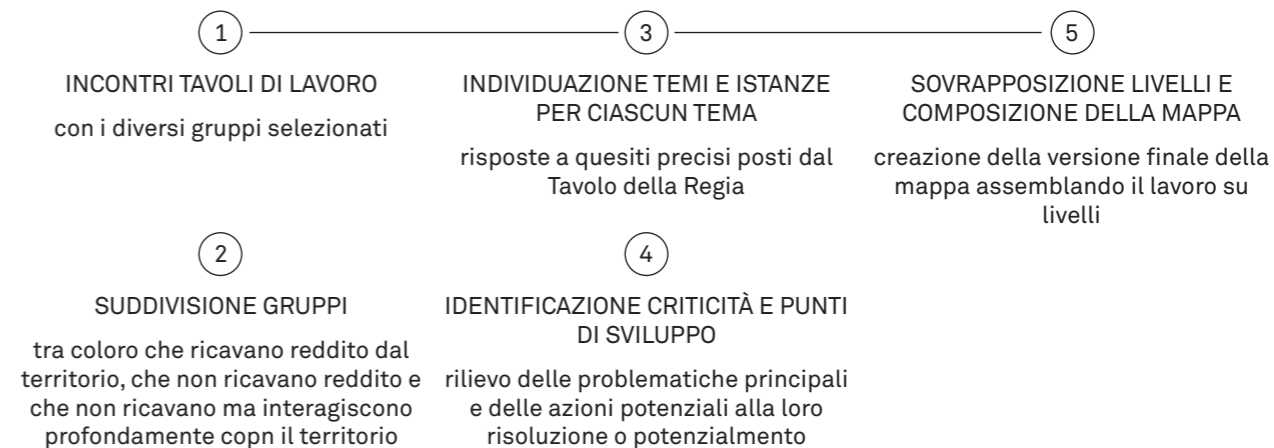 1
INCONTRI TAVOLI DI LAVORO
con i diversi gruppi selezionati
2
SUDDIVISIONE GRUPPI
tra coloro che ricavano reddito dal
territorio, che non ricavano reddito e
che non ricavano ma interagiscono
profondamente copn il territorio
3
INDIVIDUAZIONE TEMI E ISTANZE
PER CIASCUN TEMA
risposte a quesiti precisi posti dal
Tavolo della Regia
4
IDENTIFICAZIONE CRITICITÀ E PUNTI
DI SVILUPPO
rilievo delle problematiche principali
e delle azioni potenziali alla loro
risoluzione o potenzialmento
5
SOVRAPPOSIZIONE LIVELLI E
COMPOSIZIONE DELLA MAPPA
creazione della versione finale della
mappa assemblando il lavoro su
livelli